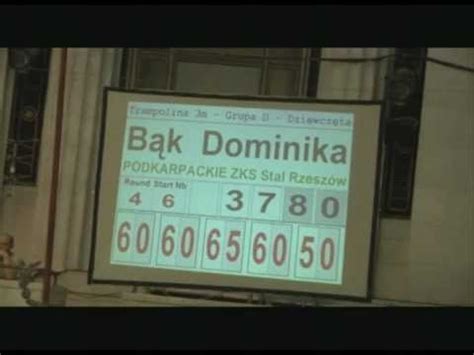 Trampolina 3m - Grupa D - Dziewczęta
Bąk Dominika
PODKARPACKIE ZKS Stal Rzeszów
Round Start Nb
4 6 3780
60 60 65 60 50